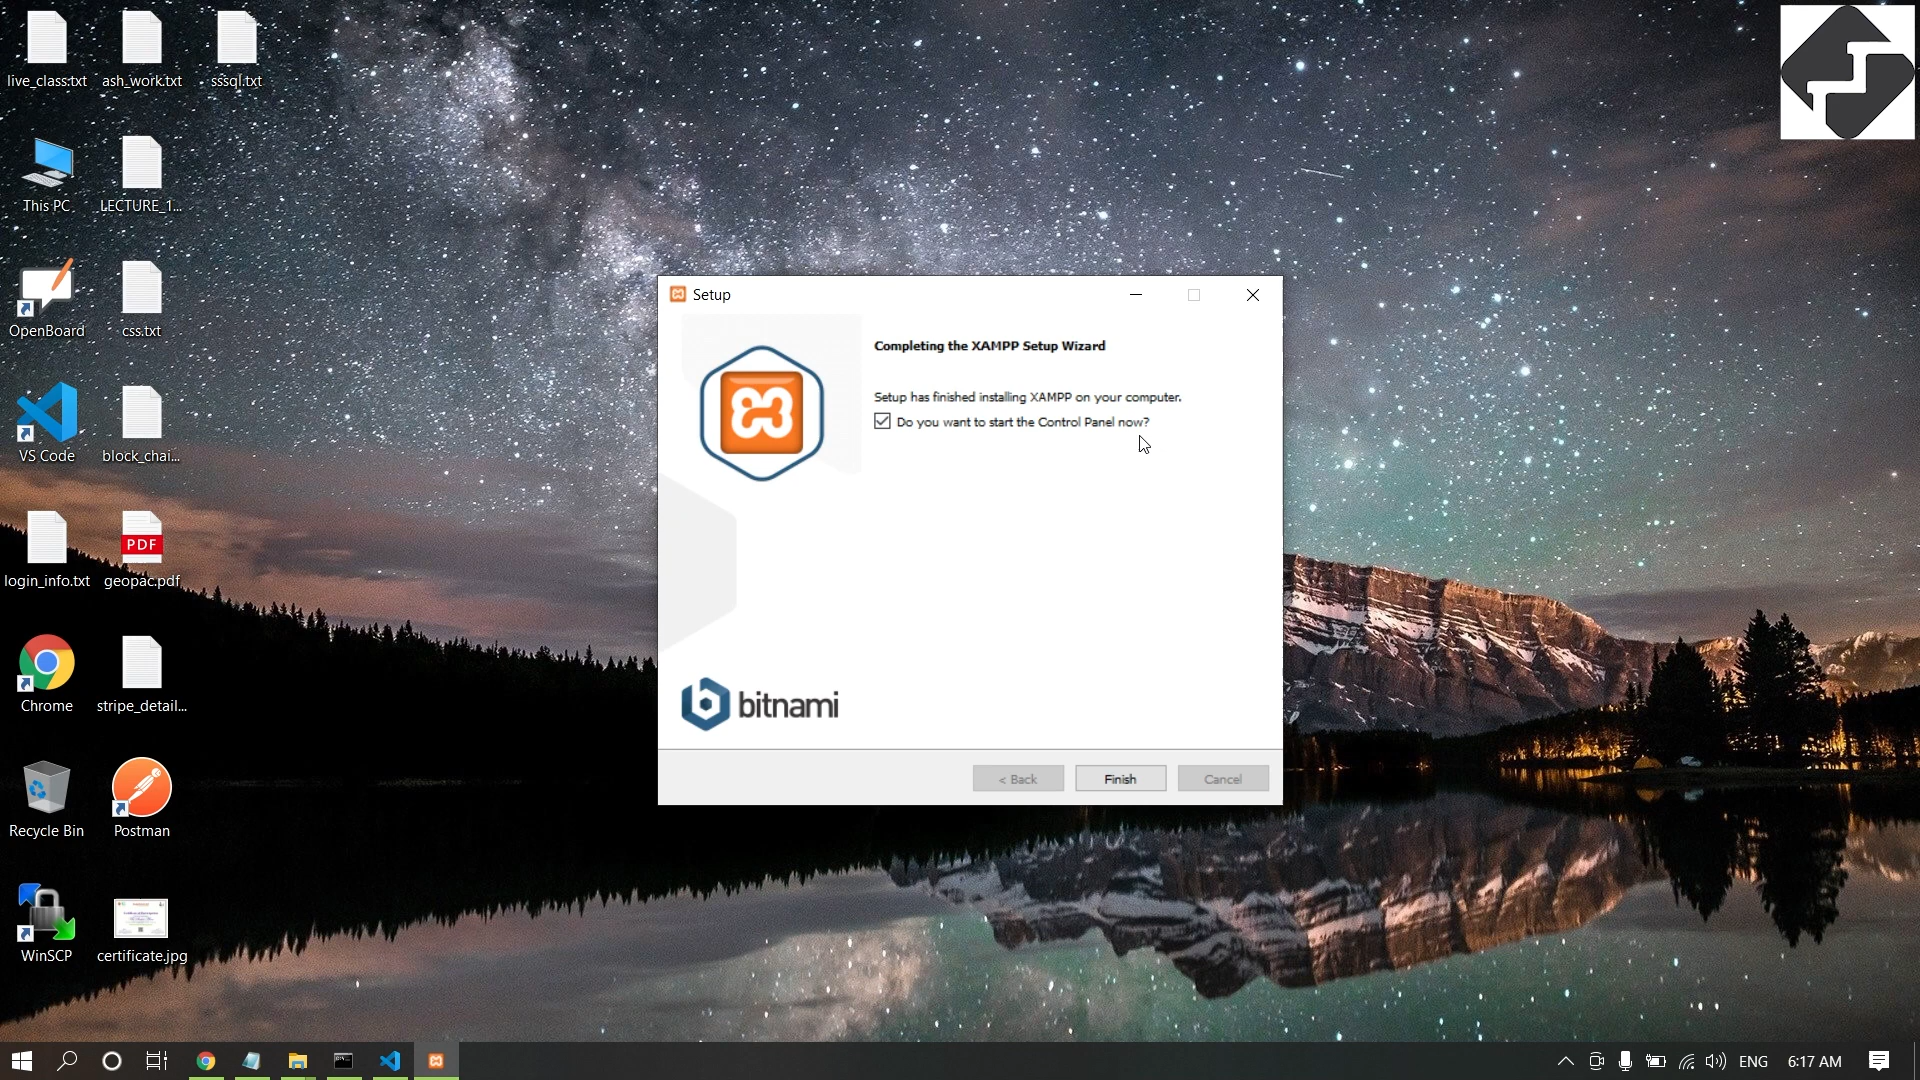 live_class.txt
ash_work.txt
sssql.txt
This PC
LECTURE_1...
OpenBoard
css.txt
VS Code
block_chai...
login_info.txt
PDF
geopac.pdf
Chrome
stripe_detail...
Recycle Bin
Postman
WinSCP
certificate.jpg
Setup
Completing the XAMPP Setup Wizard
Setup has finished installing XAMPP on your computer.
Do you want to start the Control Panel now?
bitnami
< Back
Finish
Cancel
ENG
6:17 AM